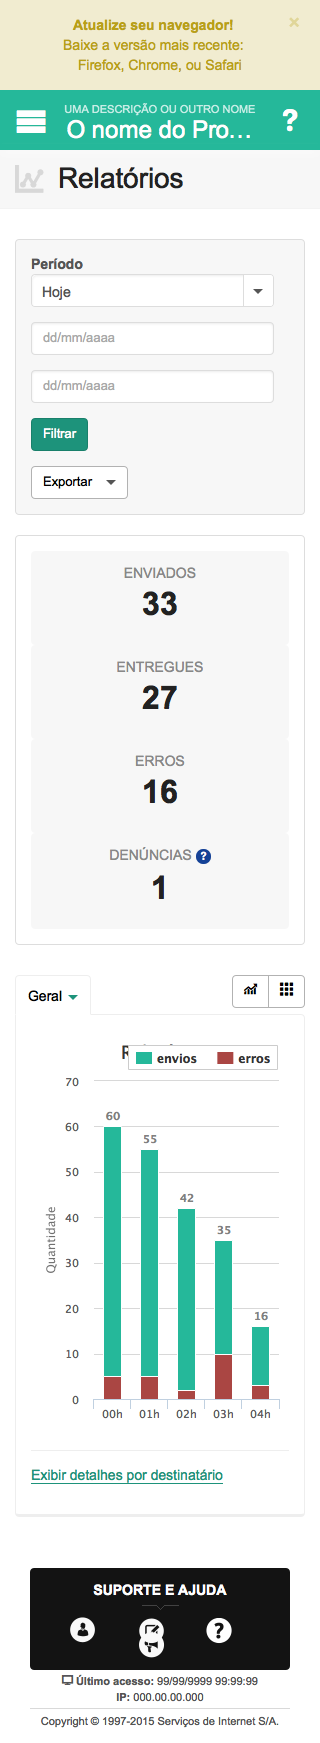 Atualize seu navegador!
×
Baixe a versão mais recente:
Firefox, Chrome, ou Safari
UMA DESCRIÇÃO OU OUTRO NOME
O nome do Pro...
?
Relatórios
Período
Hoje
dd/mm/aaaa
dd/mm/aaaa
Filtrar
Exportar
ENVIADOS
33
ENTREGUES
27
ERROS
16
DENÚNCIAS ?
1
Geral
envios erros
70
60
50
40
30
20
10
0
Quantidade
60
55
42
35
16
00h 01h 02h 03h 04h
Exibir detalhes por destinatário
SUPORTE E AJUDA
?
Último acesso: 99/99/9999 99:99:99
IP: 000.00.00.000
Copyright © 1997-2015 Serviços de Internet S/A.